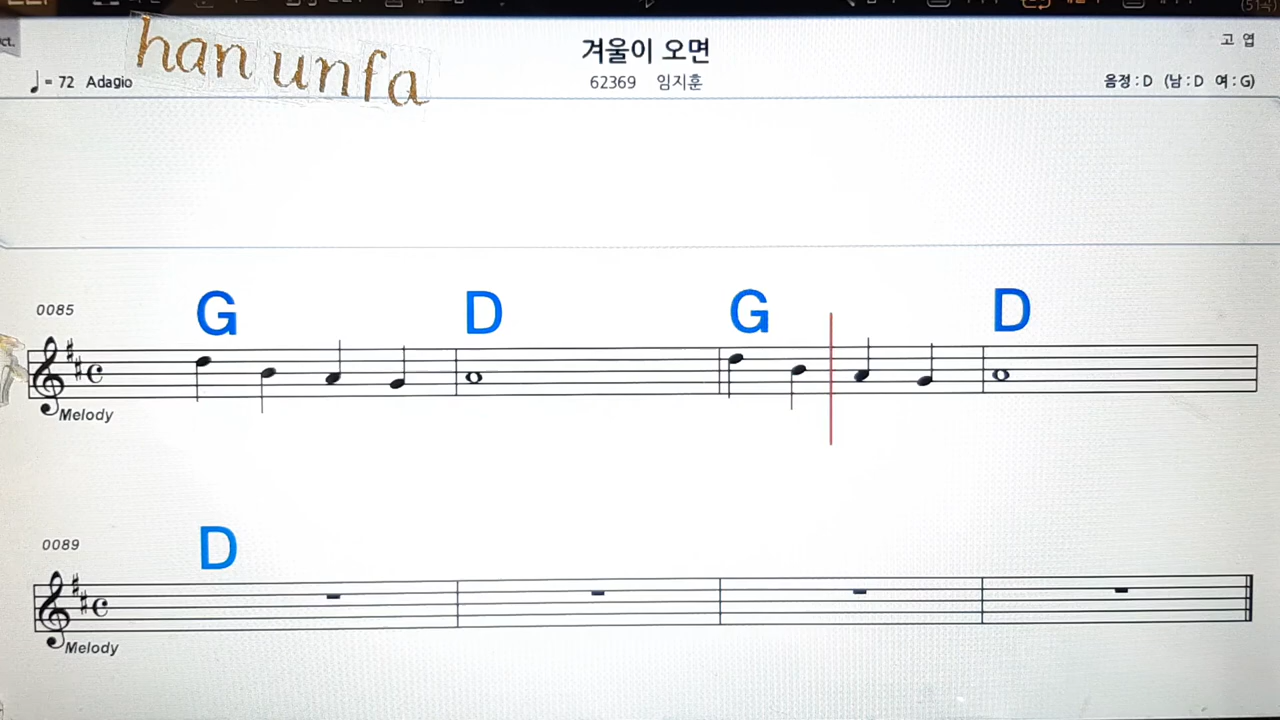 han unfa
겨울이 오면
고 엽
♩= 72 Adagio
62369 임지훈
음정 : D (남 : D 여 : G)
0085
G D G D
Melody
0089
D
Melody